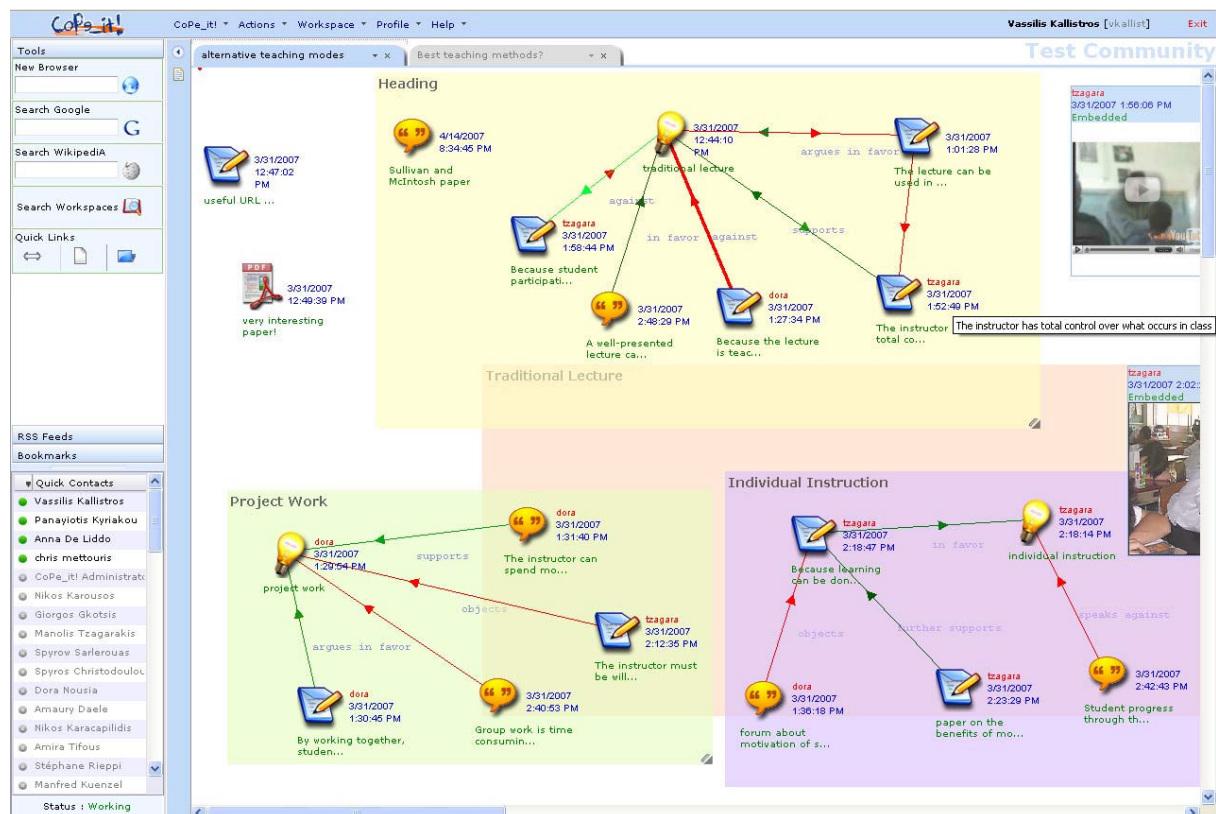 CoPe_it!
CoPe_it! Actions Workspace Profile Help
Vassilis Kallistros [vkallist]
Exit
Tools
New Browser
Search Google
G
Search WikipediA
Search Workspaces
Quick Links
RSS Feeds
Bookmarks
Quick Contacts
Vassilis Kallistros
Panayiotis Kyriakou
Anna De Liddo
chris mettouris
CoPe_it! Administrato
Nikos Karousos
Giorgos Gkotsis
Manolis Tzagarakis
Spyrow Sarlerouas
Spyros Christodoulou
Dora Nousia
Amaury Daele
Nikos Karacapilidis
Amira Tifous
Stéphane Rieppi
Manfred Kuenzel
Status : Working
alternative teaching modes x
Best teaching methods? x
Test Community
3/31/2007
12:47:02
PM
useful URL ...
PDF
3/31/2007
12:49:39 PM
very interesting
paper!
Heading
4/14/2007
8:34:45 PM
Sullivan and
McIntosh paper
3/31/2007
12:44:10
PM
traditional lecture
argues in favor
3/31/2007
1:01:28 PM
The lecture can be
used in ...
against
in favor
against
supports
tzagara
3/31/2007
1:58:44 PM
Because student
participati...
3/31/2007
2:48:29 PM
A well-presented
lecture ca...
dora
3/31/2007
1:27:34 PM
Because the lecture
is teac...
tzagara
3/31/2007
1:52:49 PM
The instructor
total co...
The instructor has total control over what occurs in class
tzagara
3/31/2007 1:56:06 PM
Embedded
Traditional Lecture
tzagara
3/31/2007 2:02:
Embedded
Project Work
dora
3/31/2007
1:29:54 PM
project work
supports
dora
3/31/2007
1:31:40 PM
The instructor can
spend mo...
objects
tzagara
3/31/2007
2:12:35 PM
The instructor must
be will...
argues in favor
dora
3/31/2007
1:30:45 PM
By working together,
studen...
3/31/2007
2:40:53 PM
Group work is time
consumin...
Individual Instruction
tzagara
3/31/2007
2:18:47 PM
Because learning
can be don...
in favor
tzagara
3/31/2007
2:18:14 PM
individual instruction
objects
further supports
speaks against
dora
3/31/2007
1:36:18 PM
forum about
motivation of s...
tzagara
3/31/2007
2:23:29 PM
paper on the
benefits of mo...
3/31/2007
2:42:43 PM
Student progress
through th...